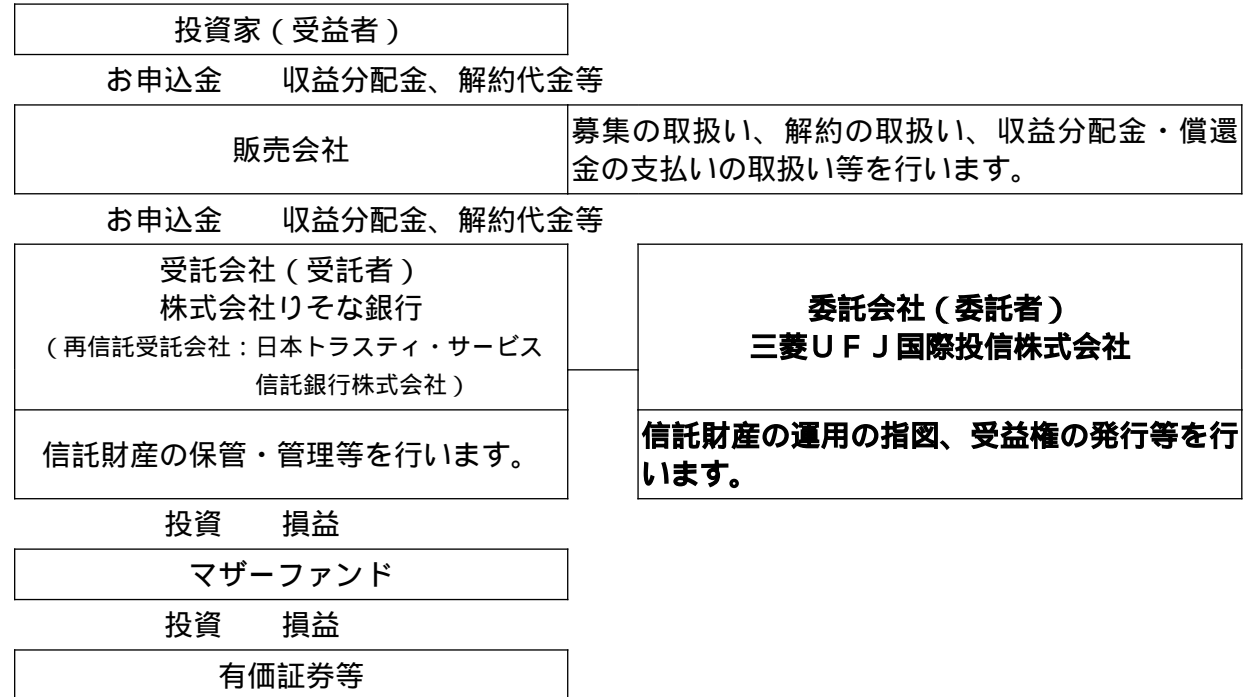 投資家(受益者)
お申込金　　収益分配金、解約代金等
販売会社
募集の取扱い、解約の取扱い、収益分配金・償還
金の支払いの取扱い等を行います。
お申込金　　収益分配金、解約代金等
受託会社(受託者)
株式会社りそな銀行
(再信託受託会社:日本トラスティ・サービス
信託銀行株式会社)
委託会社(委託者)
三菱UFJ国際投信株式会社
信託財産の保管・管理等を行います。
信託財産の運用の指図、受益権の発行等を行
います。
投資　　損益
マザーファンド
投資　　損益
有価証券等